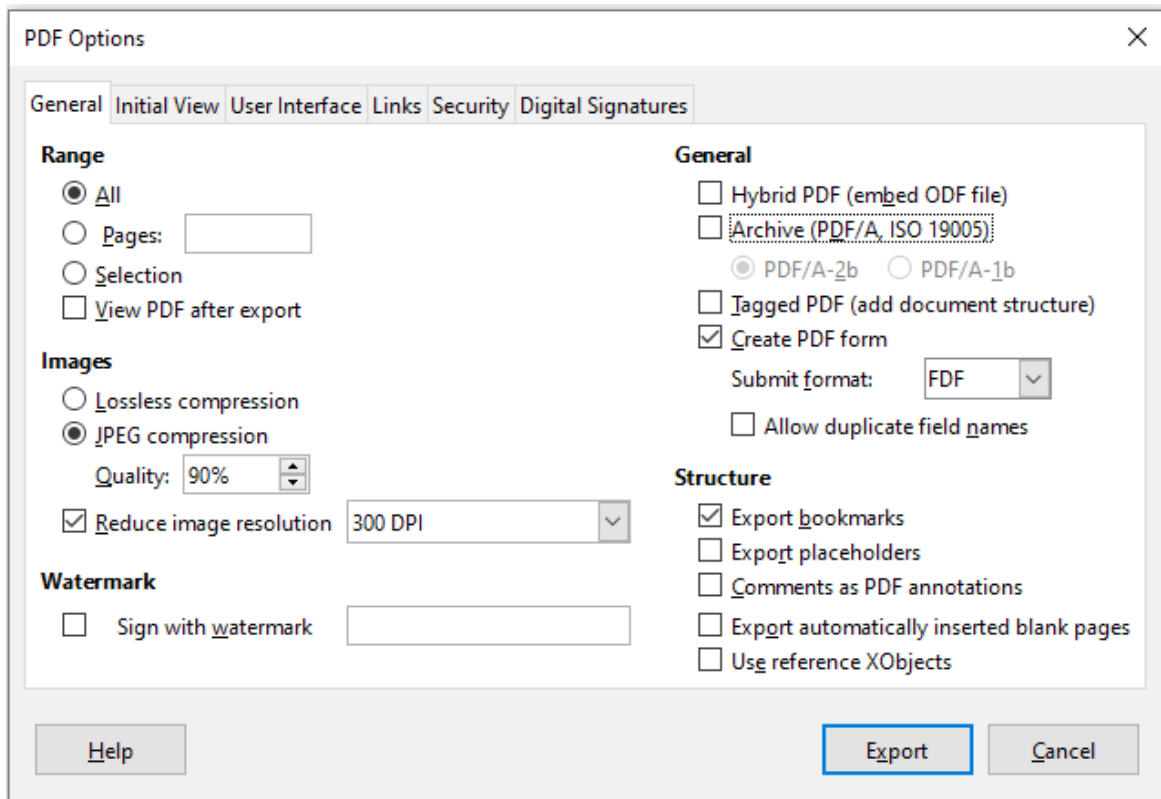 PDF Options
General Initial View User Interface Links Security Digital Signatures
Range
All
Pages:
Selection
View PDF after export
Images
Lossless compression
JPEG compression
Quality: 90%
Reduce image resolution 300 DPI
Watermark
Sign with watermark
General
Hybrid PDF (embed ODF file)
Archive (PDF/A, ISO 19005)
PDF/A-2b PDF/A-1b
Tagged PDF (add document structure)
Create PDF form
Submit format: FDF
Allow duplicate field names
Structure
Export bookmarks
Export placeholders
Comments as PDF annotations
Export automatically inserted blank pages
Use reference XObjects
Help Export Cancel